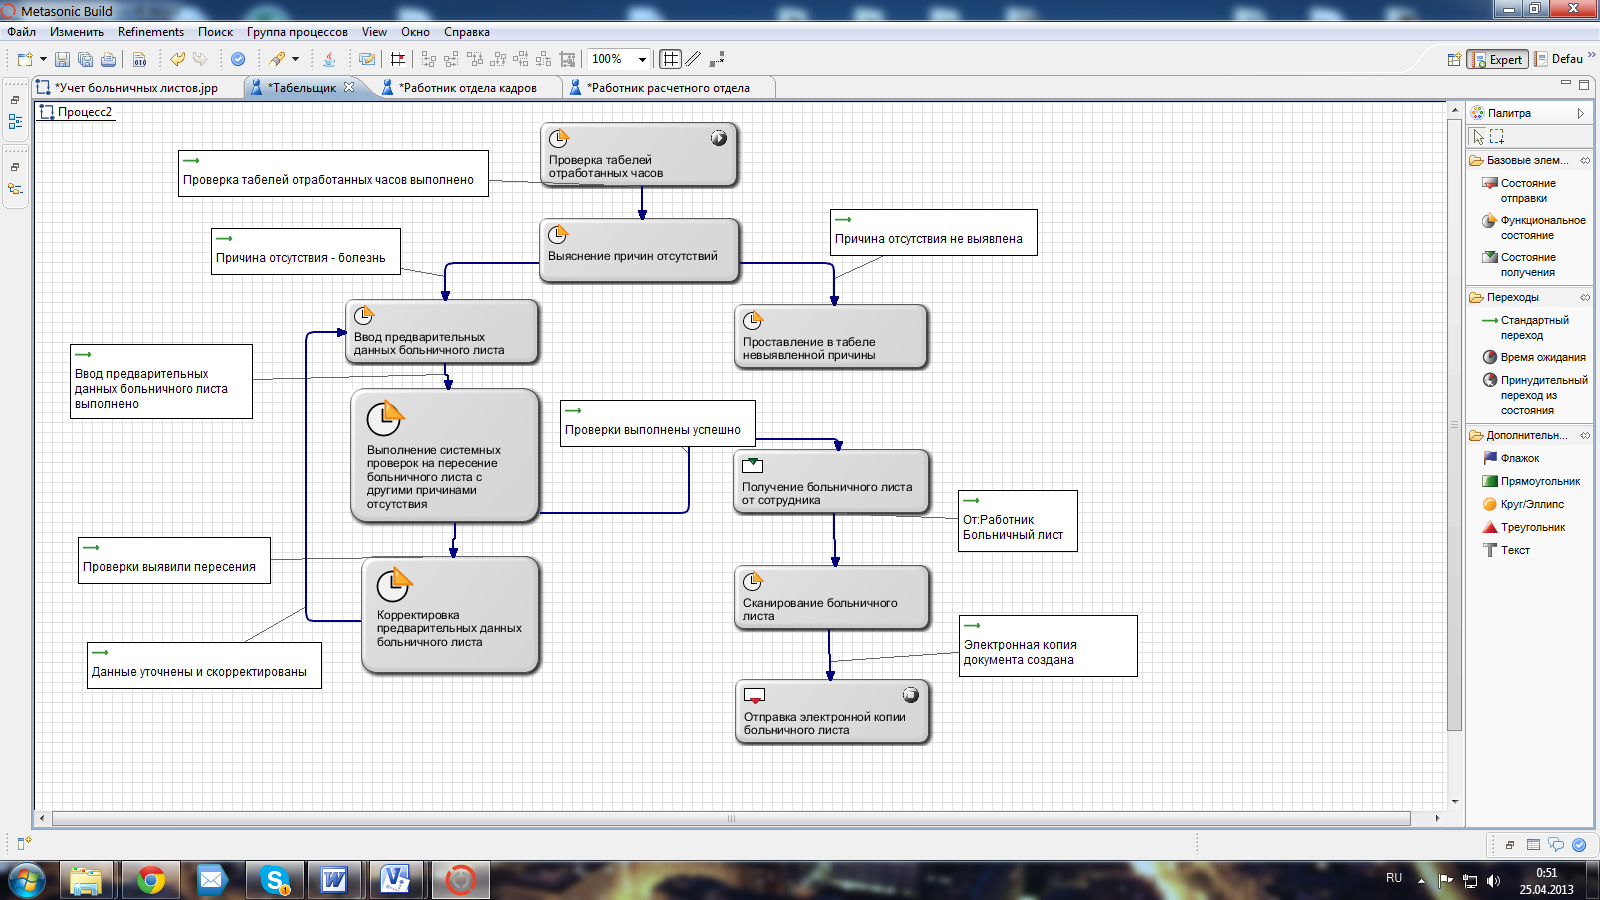 Metasonic Build
Файл Изменить Refinements Поиск Группа процессов View Окно Справка
100%
Expert
Defau
*Учет больничных листов.jpp
*Табельщик
*Работник отдела кадров
*Работник расчетного отдела
Процесс2
Проверка табелей
отработанных часов
Проверка табелей отработанных часов выполнено
Выяснение причин отсутствий
Причина отсутствия не выявлена
Причина отсутствия - болезнь
Ввод предварительных
данных больничного листа
Проставление в табеле
невыявленной причины
Ввод предварительных
данных больничного листа
выполнено
Выполнение системных
проверок на пересение
больничного листа с
другими причинами
отсутствия
Проверки выполнены успешно
Получение больничного листа
от сотрудника
От:Работник
Больничный лист
Проверки выявили пересения
Корректировка
предварительных данных
больничного листа
Сканирование больничного
листа
Электронная копия
документа создана
Данные уточнены и скорректированы
Отправка электронной копии
больничного листа
Палитра
Базовые элем...
Состояние
отправки
Функциональное
состояние
Состояние
получения
Переходы
Стандартный
переход
Время ожидания
Принудительный
переход из
состояния
Дополнительн...
Флажок
Прямоугольник
Круг/Эллипс
Треугольник
Текст
RU
0:51
25.04.2013